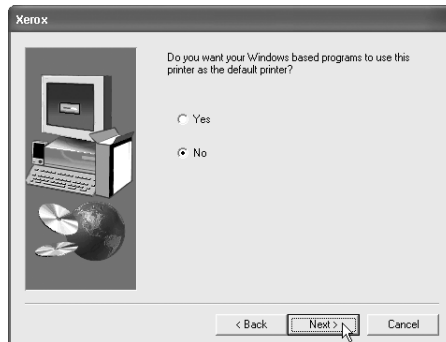 Xerox
Do you want your Windows based programs to use this
printer as the default printer?
Yes
No
< Back
Next >
Cancel